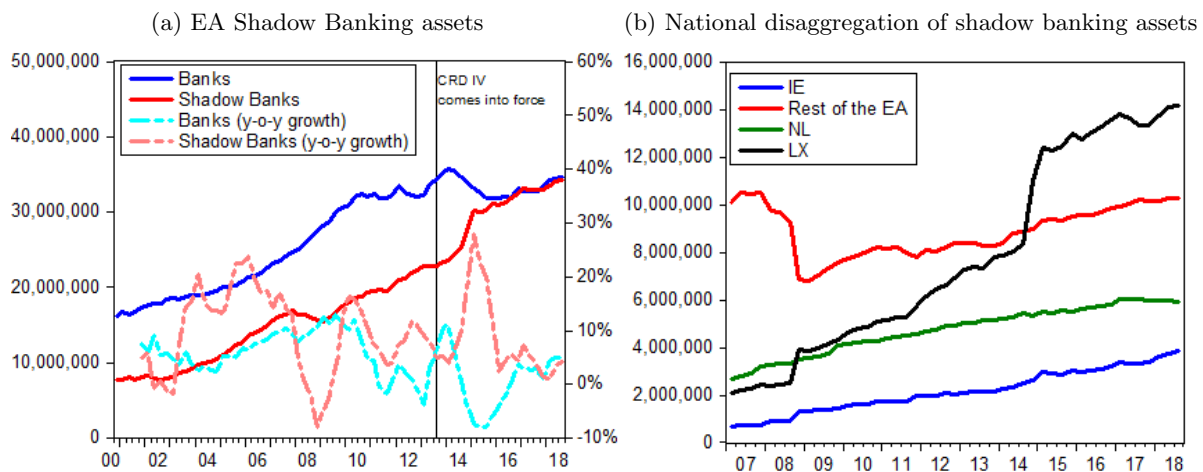 (a) EA Shadow Banking assets
50,000,000
40,000,000
30,000,000
20,000,000
10,000,000
0
60%
50%
40%
30%
20%
10%
0%
-10%
Banks
Shadow Banks
Banks (y-o-y growth)
Shadow Banks (y-o-y growth)
CRD IV
comes into force
00 02 04 06 08 10 12 14 16 18
(b) National disaggregation of shadow banking assets
16,000,000
14,000,000
12,000,000
10,000,000
8,000,000
6,000,000
4,000,000
2,000,000
0
IE
Rest of the EA
NL
LX
07 08 09 10 11 12 13 14 15 16 17 18